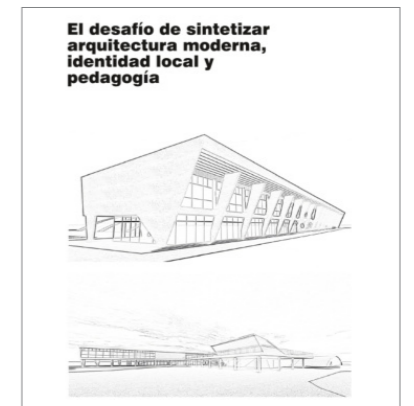 El desafío de sintetizar
arquitectura moderna,
identidad local y
pedagogía